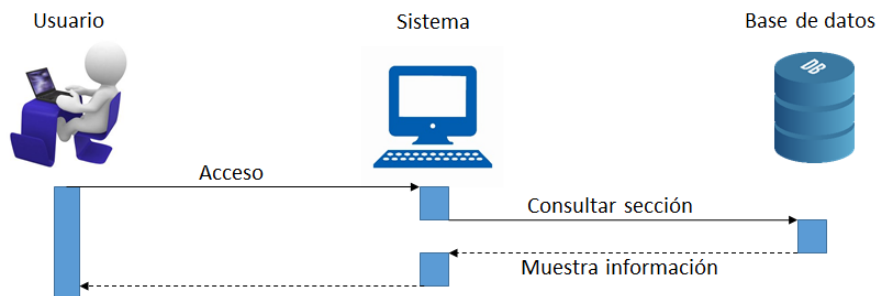 Usuario
Sistema
Base de datos
DB
Acceso
Consultar sección
Muestra información